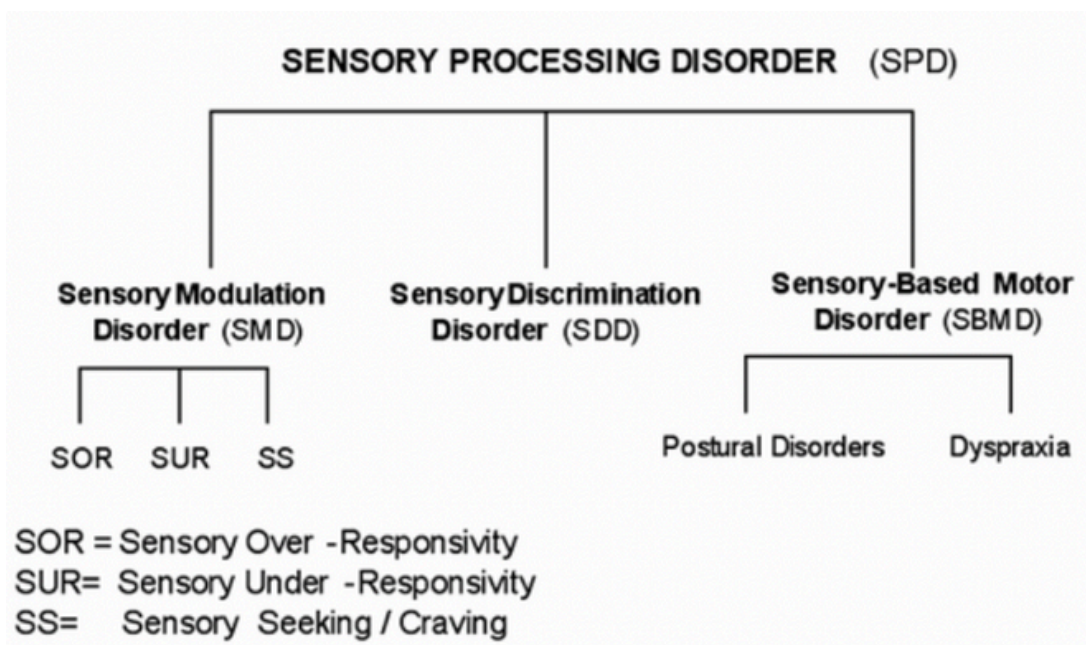 SENSORY PROCESSING DISORDER (SPD)
Sensory Modulation
Disorder (SMD)
Sensory Discrimination
Disorder (SDD)
Sensory-Based Motor
Disorder (SBMD)
SOR SUR SS
Postural Disorders Dyspraxia
SOR = Sensory Over -Responsivity
SUR= Sensory Under -Responsivity
SS= Sensory Seeking / Craving